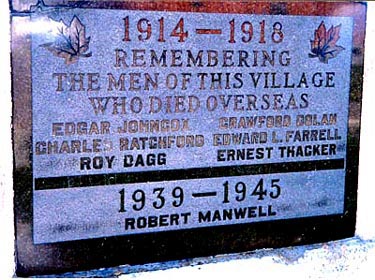 1914 — 1918
REMEMBERING
THE MEN OF THIS VILLAGE
WHO DIED OVERSEAS
EDGAR JOHNCOX CRAWFORD DOLAN
CHARLES RATCHFORD EDWARD L. FARRELL
ROY DAGG ERNEST THACKER
1939 — 1945
ROBERT MANWELL